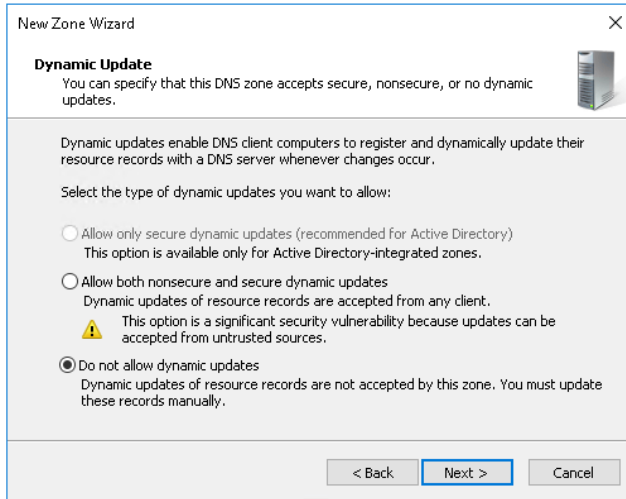 New Zone Wizard
Dynamic Update
You can specify that this DNS zone accepts secure, nonsecure, or no dynamic
updates.
Dynamic updates enable DNS client computers to register and dynamically update their
resource records with a DNS server whenever changes occur.
Select the type of dynamic updates you want to allow:
Allow only secure dynamic updates (recommended for Active Directory)
This option is available only for Active Directory-integrated zones.
Allow both nonsecure and secure dynamic updates
Dynamic updates of resource records are accepted from any client.
This option is a significant security vulnerability because updates can be
accepted from untrusted sources.
Do not allow dynamic updates
Dynamic updates of resource records are not accepted by this zone. You must update
these records manually.
< Back Next > Cancel